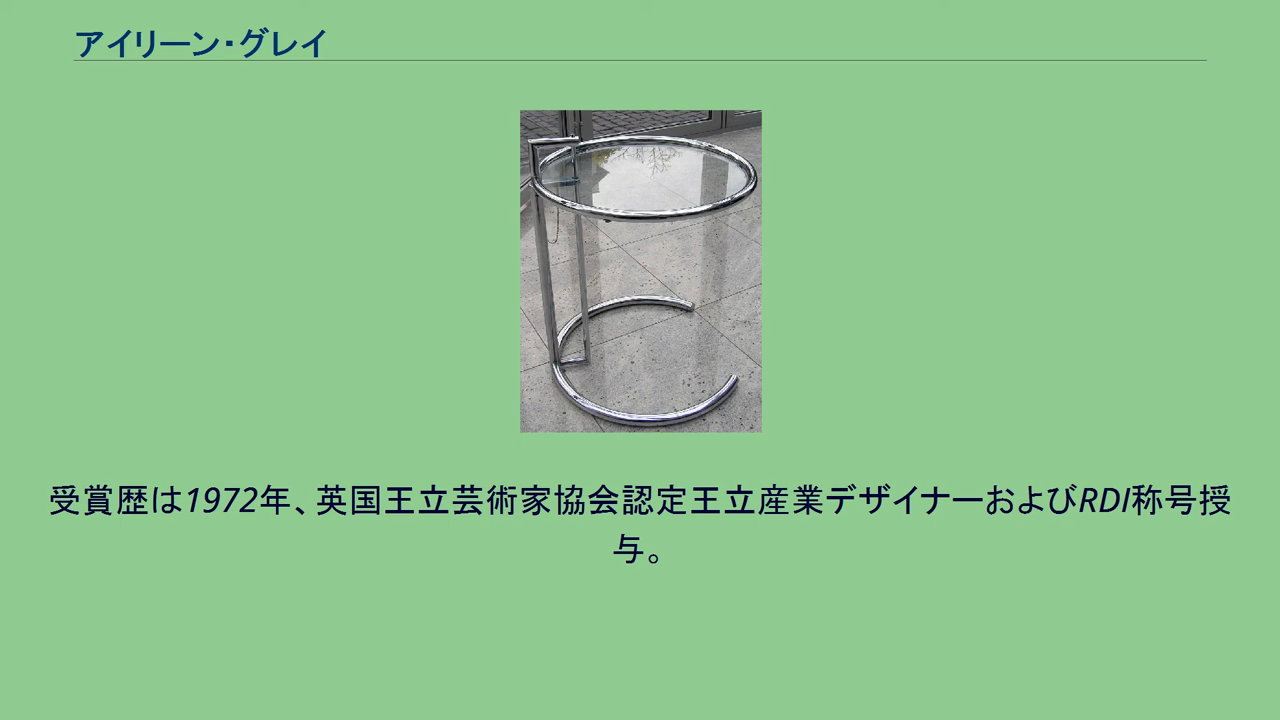 アイリーン・グレイ
受賞歴は1972年、英国王立芸術家協会認定王立産業デザイナーおよびRDI称号授
与。